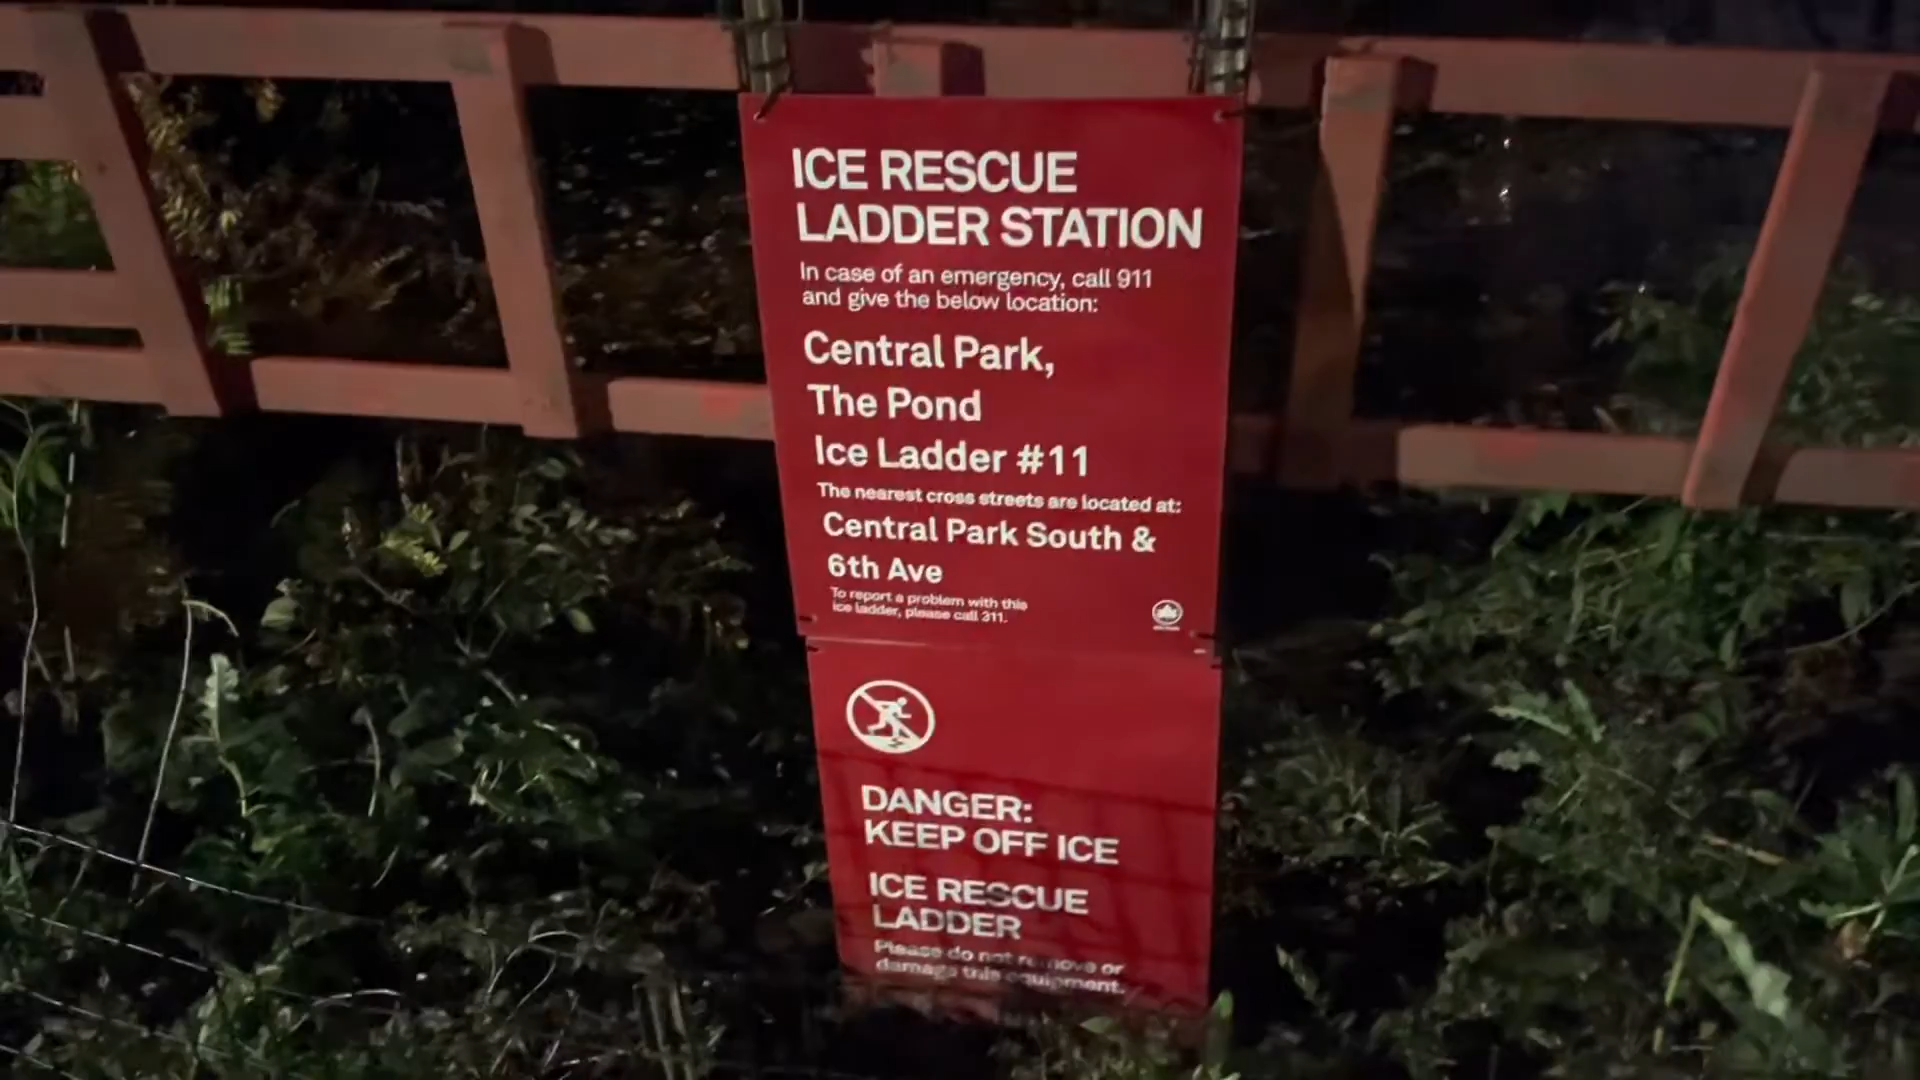 ICE RESCUE
LADDER STATION
In case of an emergency, call 911
and give the below location:
Central Park,
The Pond
Ice Ladder #11
The nearest cross streets are located at:
Central Park South &
6th Ave
To report a problem with this
ice ladder, please call 311.
DANGER:
KEEP OFF ICE
ICE RESCUE
LADDER
Please do not remove or
damage this equipment.